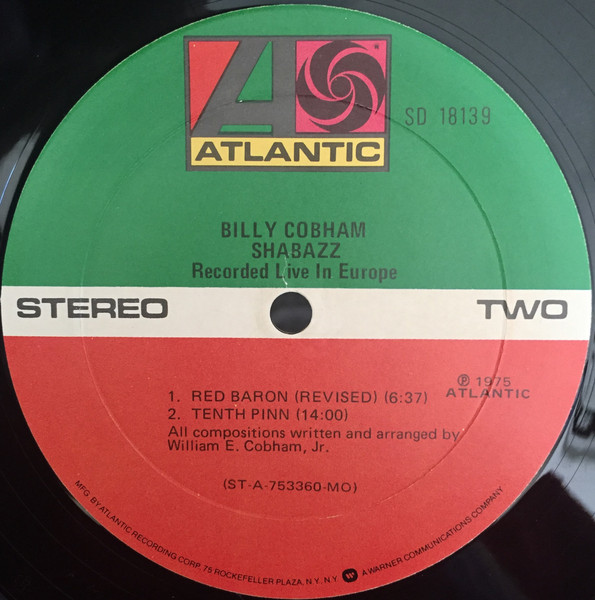 A
ATLANTIC
SD 18139
BILLY COBHAM
SHABAZZ
Recorded Live In Europe
STEREO
TWO
1. RED BARON (REVISED) (6:37)
2. TENTH PINN (14:00)
All compositions written and arranged by
William E. Cobham, Jr.
℗ 1975
ATLANTIC
(ST-A-753360-MO)
MFG. BY ATLANTIC RECORDING CORP. 75 ROCKEFELLER PLAZA, N.Y. N.Y. W A WARNER COMMUNICATIONS COMPANY